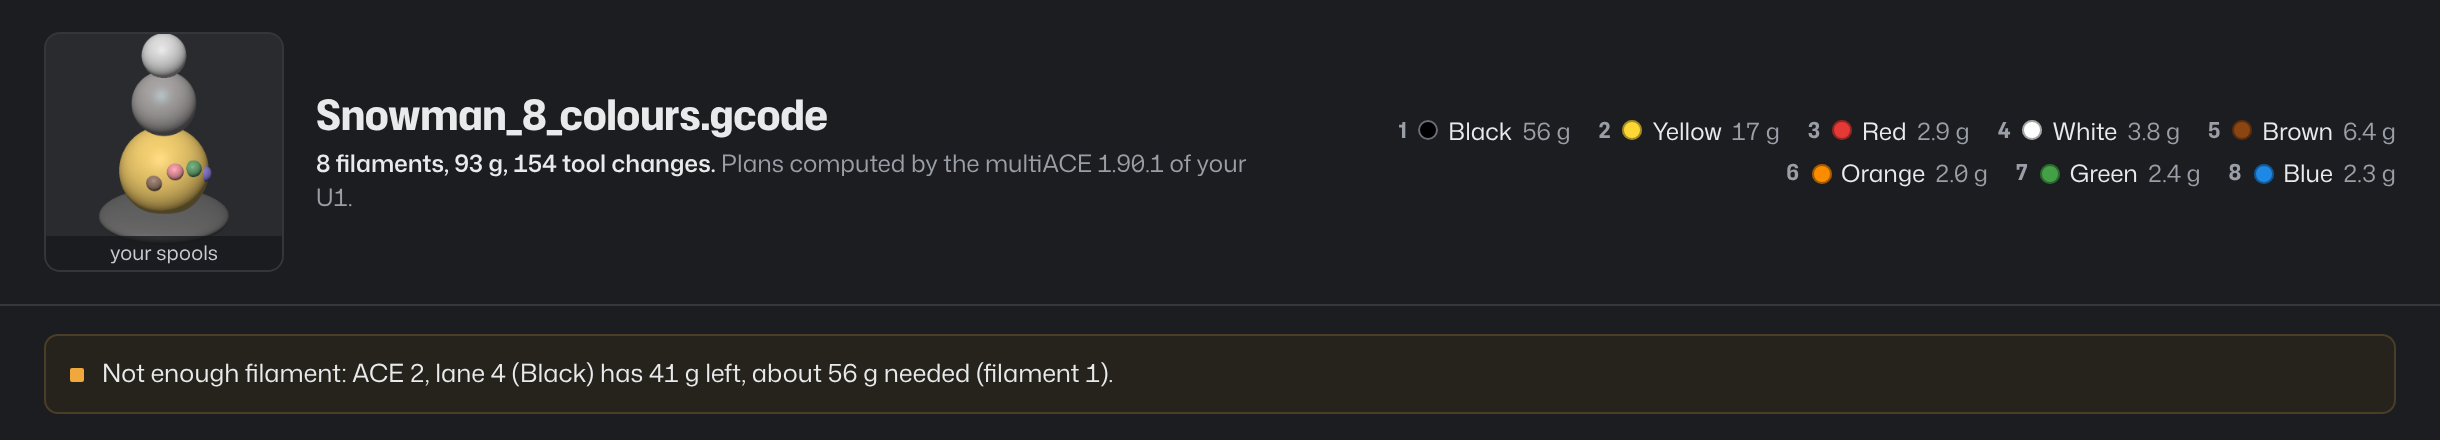 your spools
Snowman_8_colours.gcode
8 filaments, 93 g, 154 tool changes. Plans computed by the multiACE 1.90.1 of your
U1.
1 Black 56 g 2 Yellow 17 g 3 Red 2.9 g 4 White 3.8 g 5 Brown 6.4 g
6 Orange 2.0 g 7 Green 2.4 g 8 Blue 2.3 g
Not enough filament: ACE 2, lane 4 (Black) has 41 g left, about 56 g needed (filament 1).